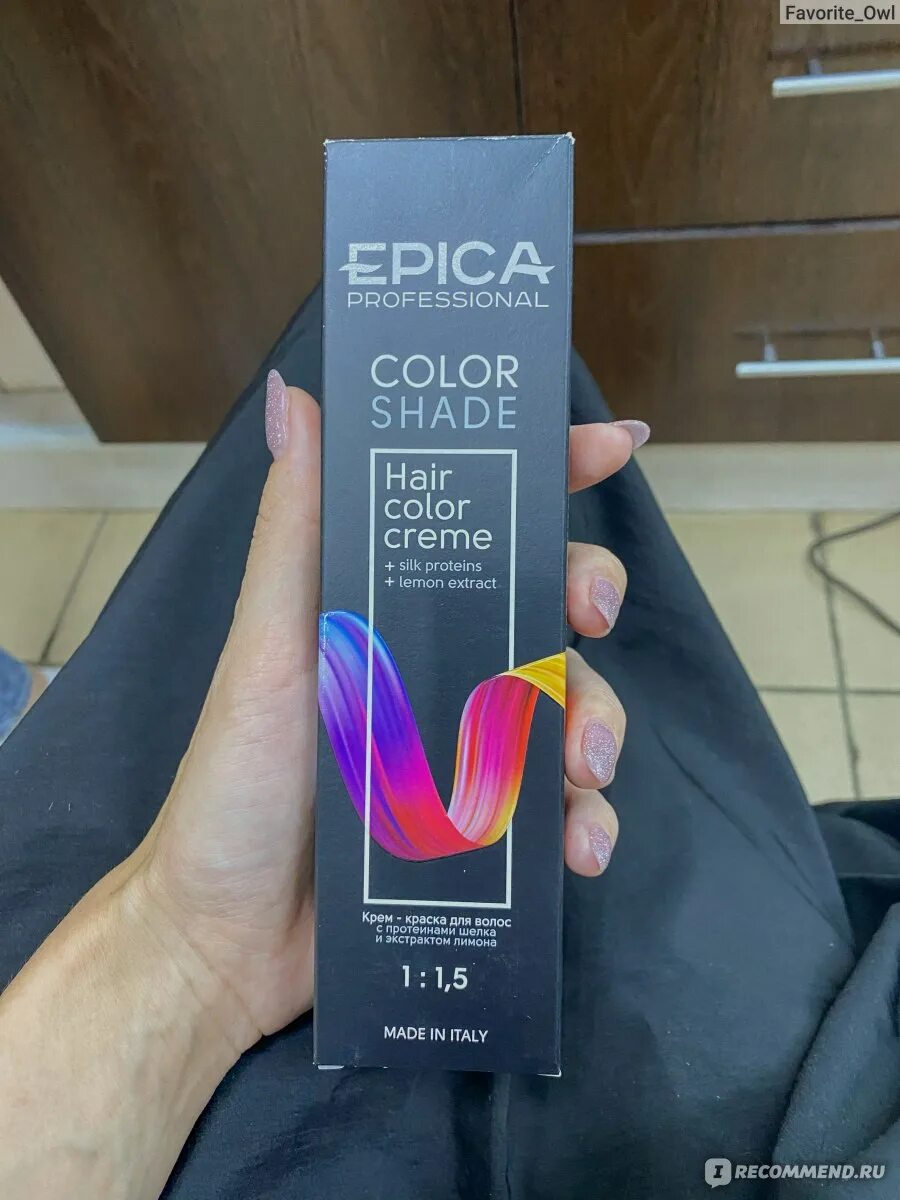 Favorite_Owl
EPICA
PROFESSIONAL
COLOR
SHADE
Hair
color
creme
+ silk proteins
+ lemon extract
Крем - краска для волос
с протеинами шелка
и экстрактом лимона
1 : 1,5
MADE IN ITALY
I RECOMMEND.RU